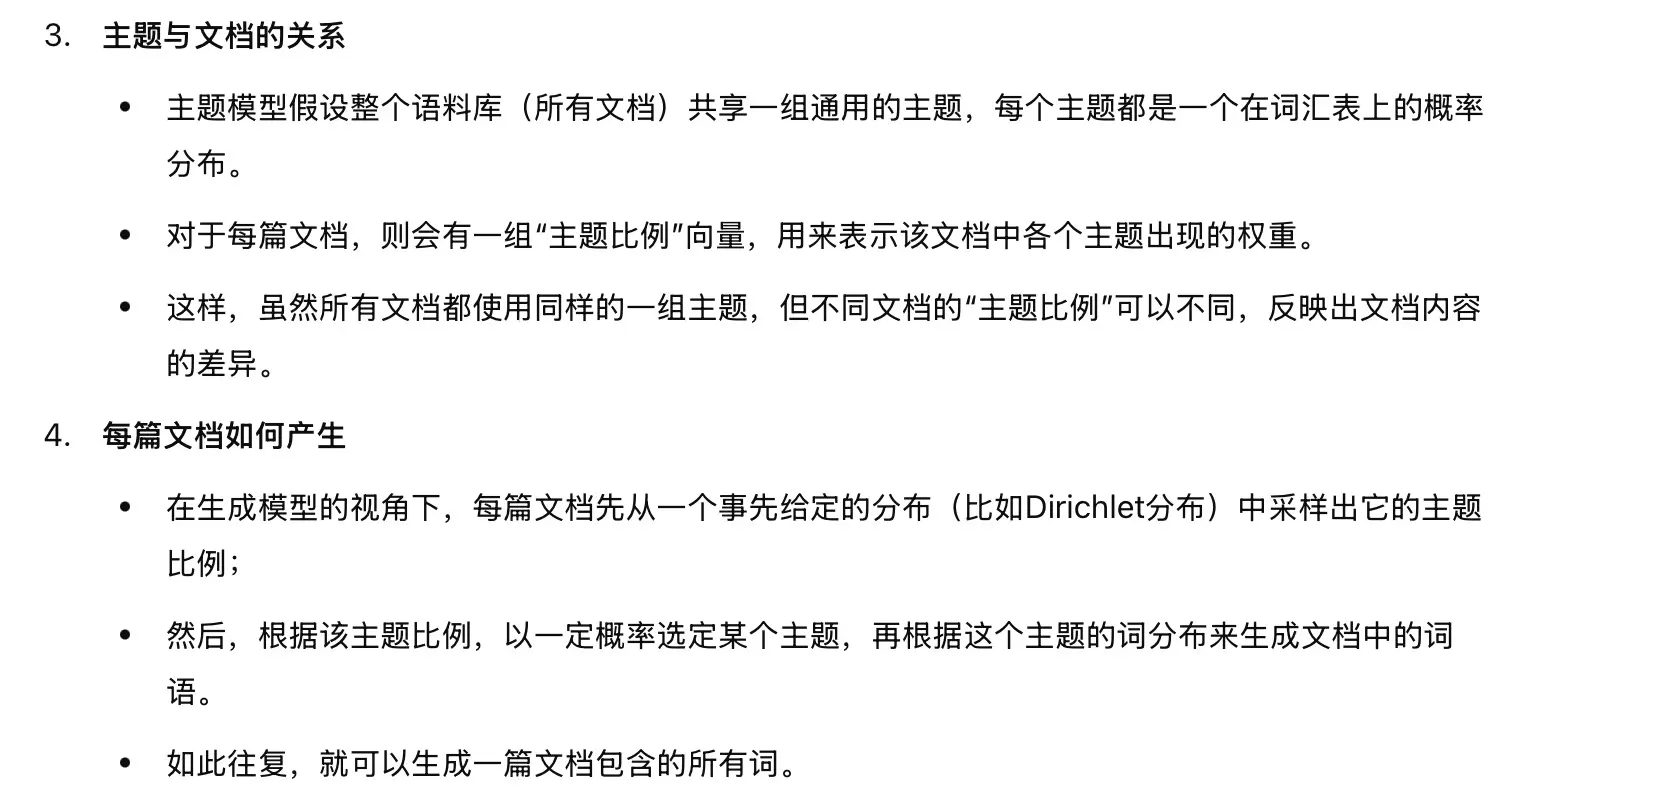 3. 主题与文档的关系
• 主题模型假设整个语料库（所有文档）共享一组通用的主题，每个主题都是一个在词汇表上的概率
分布。
• 对于每篇文档，则会有一组“主题比例”向量，用来表示该文档中各个主题出现的权重。
• 这样，虽然所有文档都使用同样的一组主题，但不同文档的“主题比例”可以不同，反映出文档内容
的差异。
4. 每篇文档如何产生
• 在生成模型的视角下，每篇文档先从一个事先给定的分布（比如Dirichlet分布）中采样出它的主题
比例；
• 然后，根据该主题比例，以一定概率选定某个主题，再根据这个主题的词分布来生成文档中的词
语。
• 如此往复，就可以生成一篇文档包含的所有词。